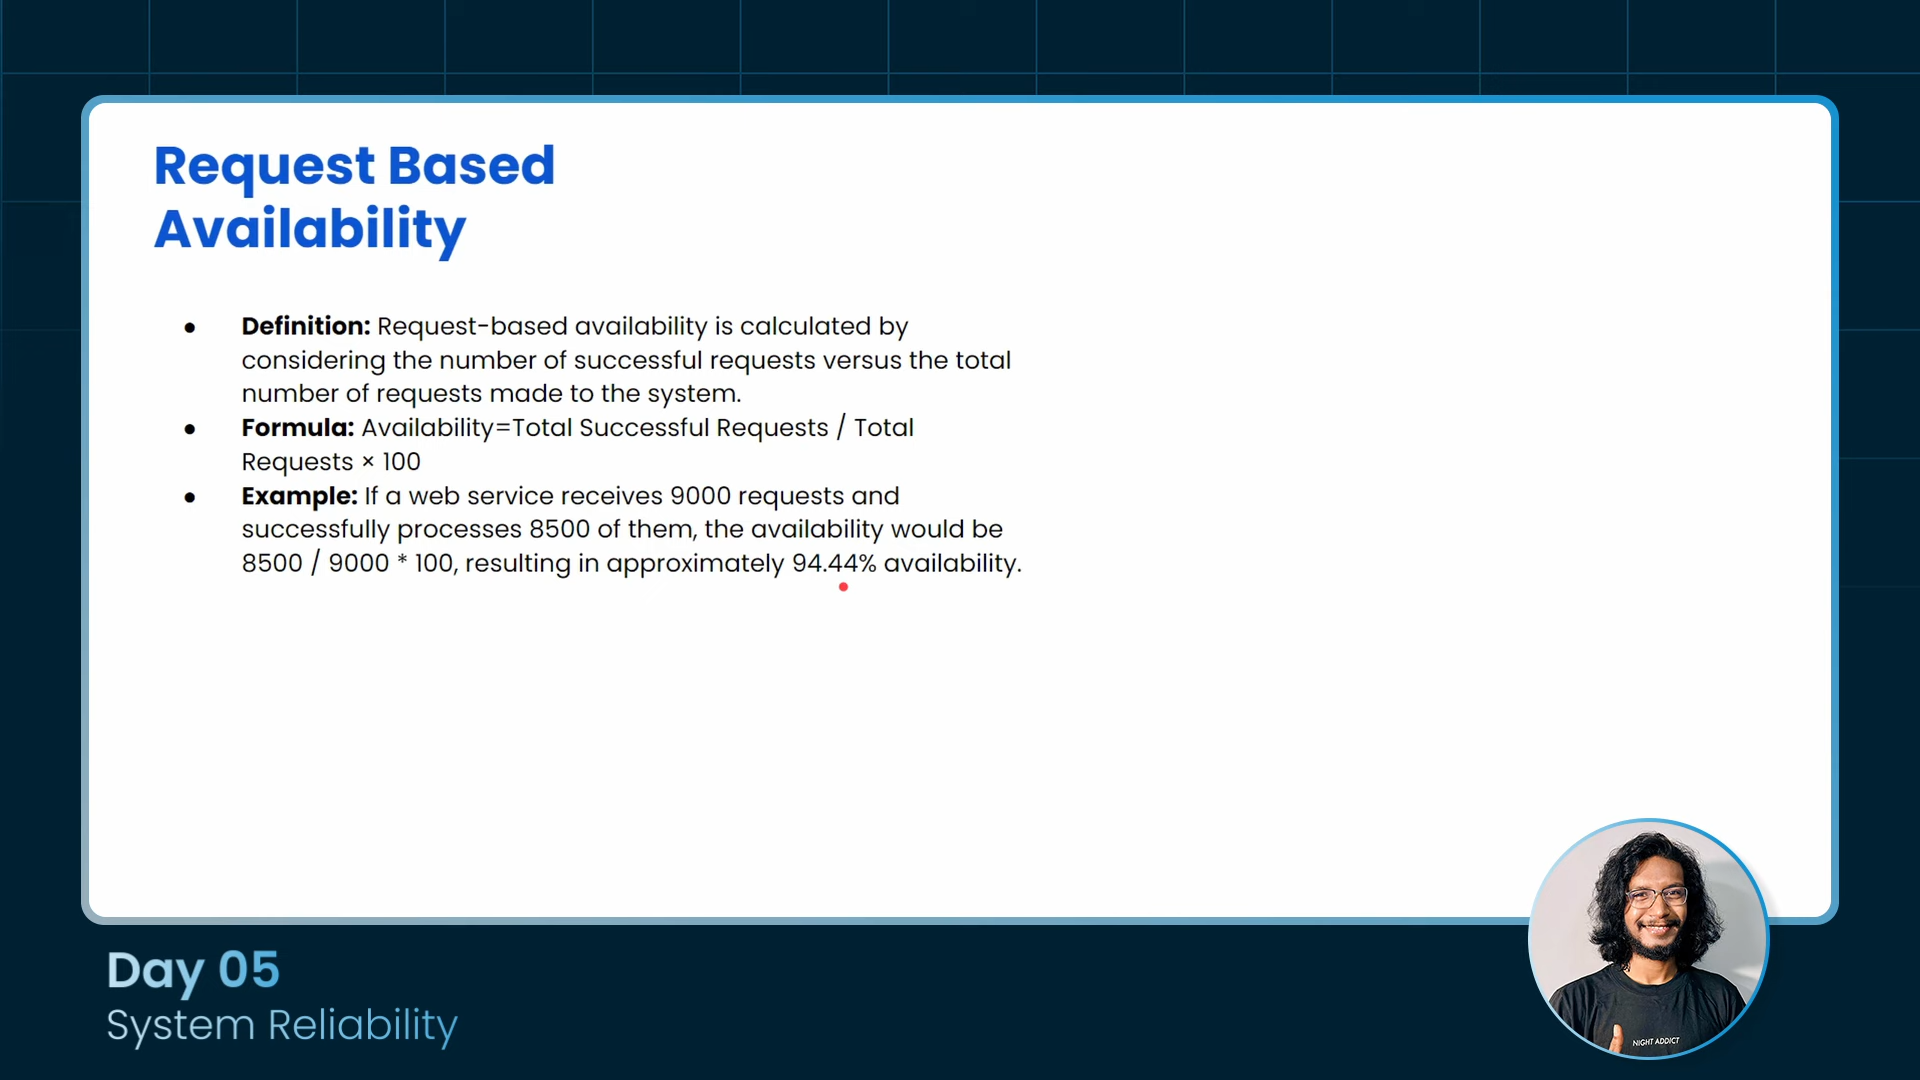 Request Based
Availability
● Definition: Request-based availability is calculated by
considering the number of successful requests versus the total
number of requests made to the system.
● Formula: Availability=Total Successful Requests / Total
Requests × 100
● Example: If a web service receives 9000 requests and
successfully processes 8500 of them, the availability would be
8500 / 9000 * 100, resulting in approximately 94.44% availability.
NIGHT ADDICT
Day 05
System Reliability